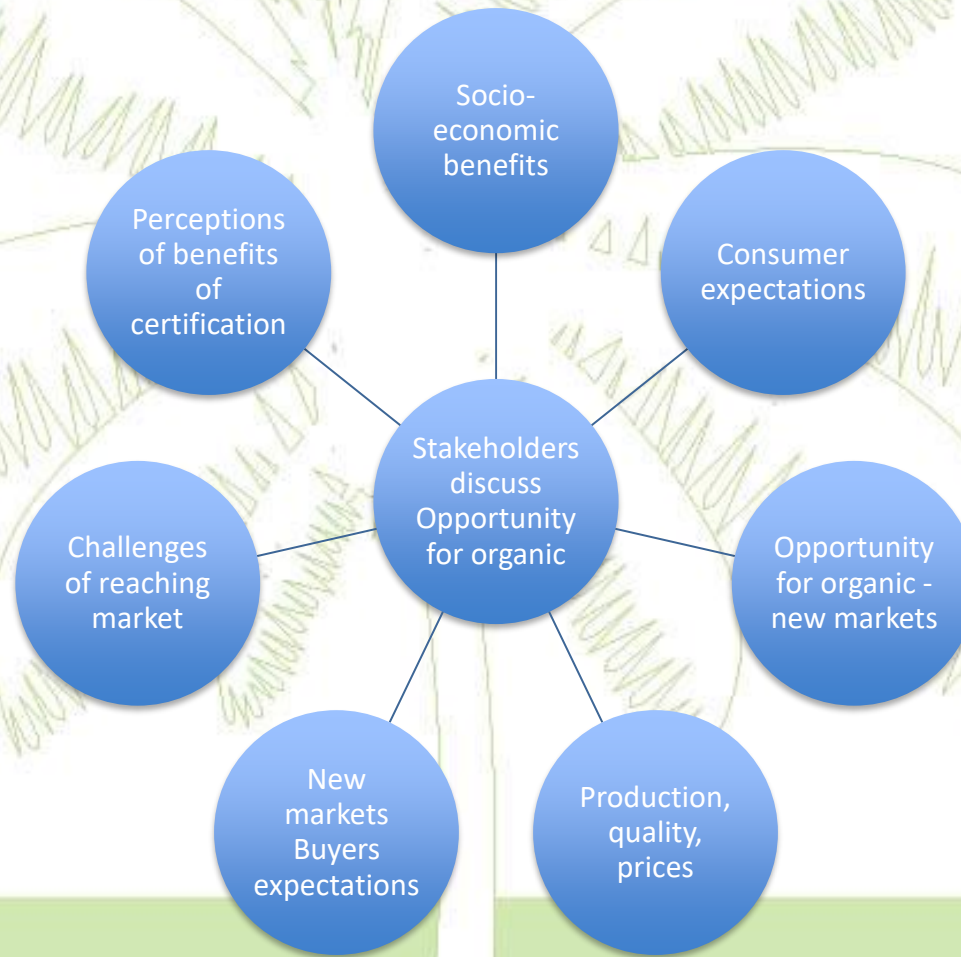 Socio-
economic
benefits
Consumer
expectations
Opportunity
for organic -
new markets
Production,
quality,
prices
New
markets
Buyers
expectations
Challenges
of reaching
market
Perceptions
of benefits
of
certification
Stakeholders
discuss
Opportunity
for organic